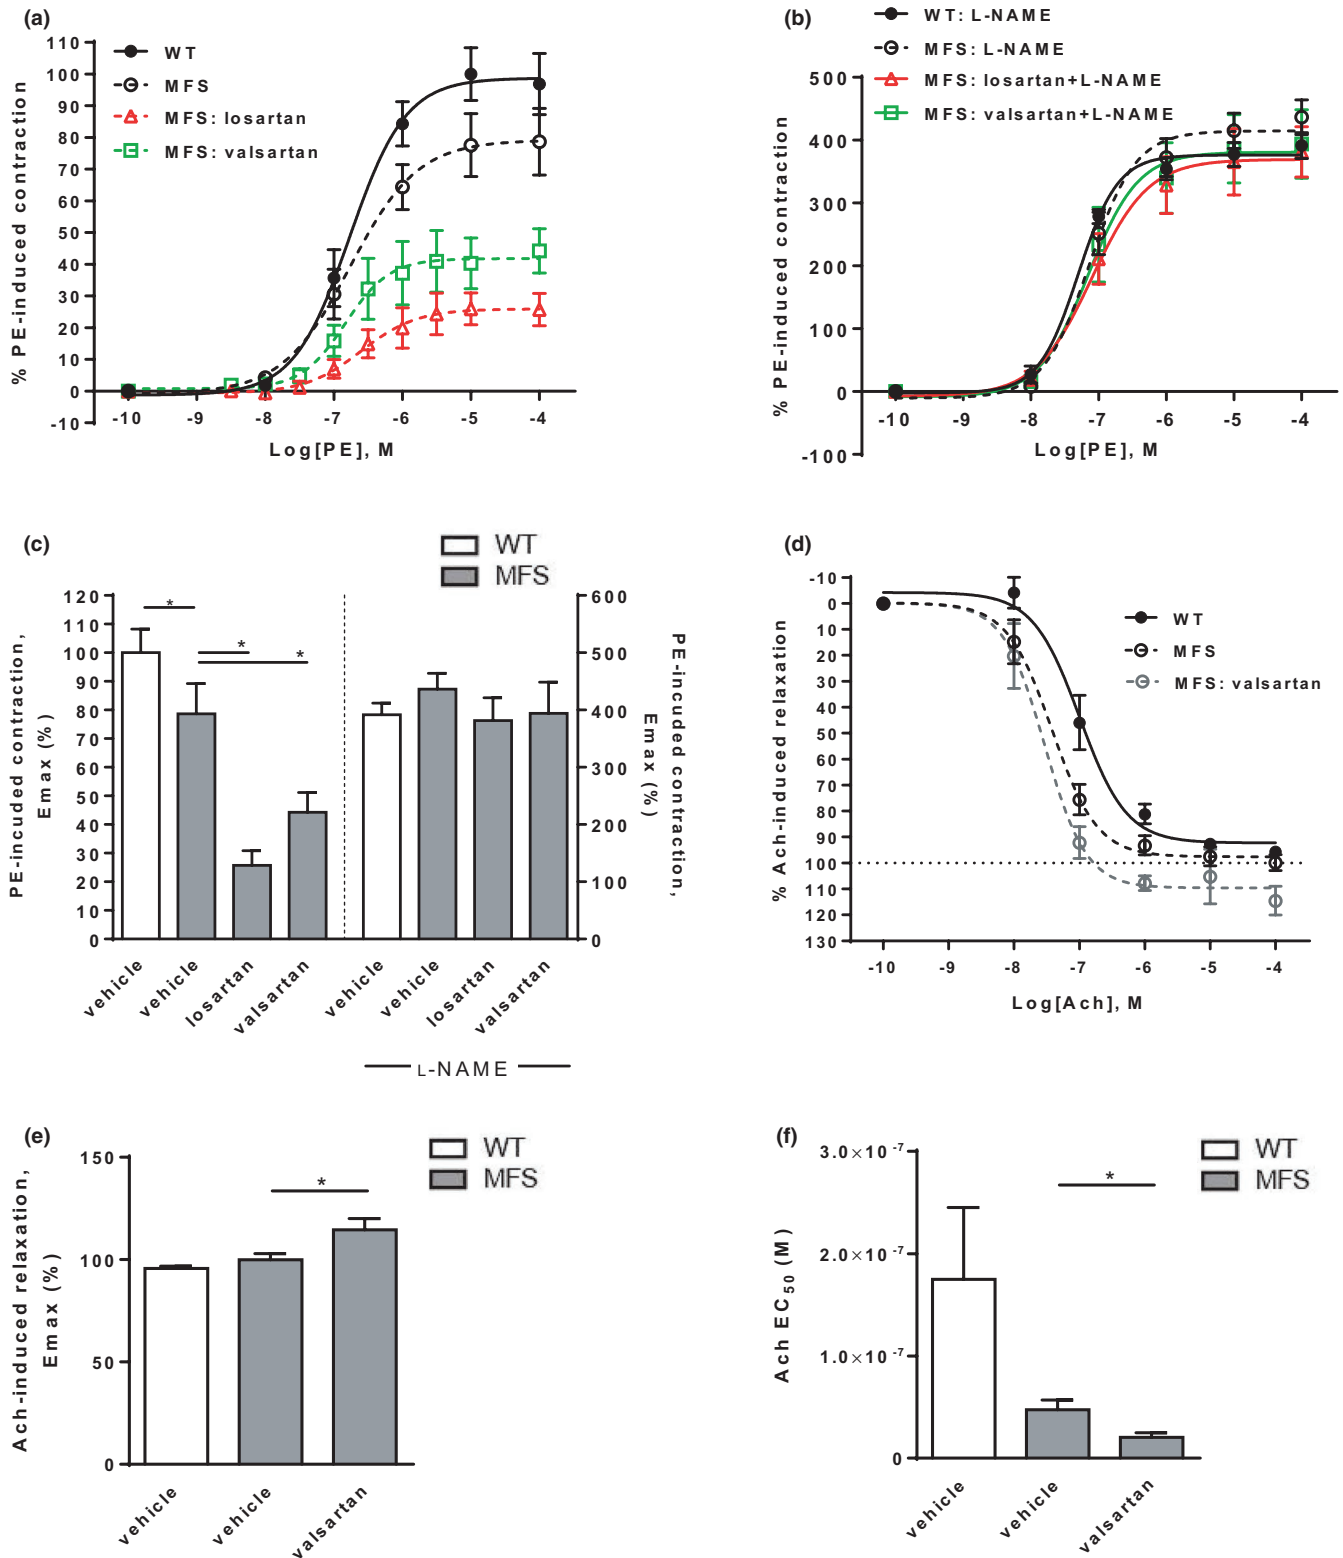 (a)
WT
MFS
MFS: losartan
MFS: valsartan
110
100
90
80
70
60
50
40
30
20
10
0
-10
% PE-induced contraction
-10 -9 -8 -7 -6 -5 -4
Log[PE], M
(b)
WT: L-NAME
MFS: L-NAME
MFS: losartan+L-NAME
MFS: valsartan+L-NAME
500
400
300
200
100
0
-100
% PE-induced contraction
-10 -9 -8 -7 -6 -5 -4
Log[PE], M
(c)
WT
MFS
120
110
100
90
80
70
60
50
40
30
20
10
0
PE-incuded contraction,
Emax (%)
* * *
600
500
400
300
200
100
0
PE-incuded contraction,
Emax (%)
vehicle vehicle losartan valsartan vehicle vehicle losartan valsartan
L-NAME
(d)
WT
MFS
MFS: valsartan
-10
0
10
20
30
40
50
60
70
80
90
100
110
120
130
% Ach-induced relaxation
-10 -8 -7 -6 -5 -4
Log[Ach], M
(e)
WT
MFS
150
100
50
0
Ach-induced relaxation,
Emax (%)
*
vehicle vehicle valsartan
(f)
WT
MFS
3.0×10 -7
2.0×10 -7
1.0×10 -7
0
Ach EC50 (M)
*
vehicle vehicle valsartan